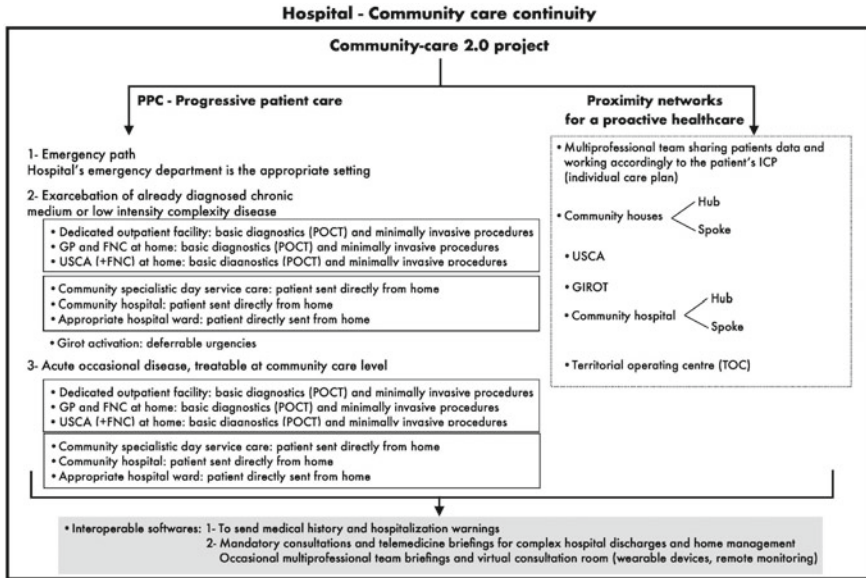 Hospital - Community care continuity
Community-care 2.0 project
PPC - Progressive patient care
1- Emergency path
Hospital's emergency department is the appropriate setting
2- Exarcebation of already diagnosed chronic
medium or low intensity complexity disease
• Dedicated outpatient facility: basic diagnostics (POCT) and minimally invasive procedures
• GP and FNC at home: basic diagnostics (POCT) and minimally invasive procedures
• USCA (+FNC) at home: basic diagnostics (POCT) and minimally invasive procedures
• Community specialistic day service care: patient sent directly from home
• Community hospital: patient sent directly from home
• Appropriate hospital ward: patient directly sent from home
• Girot activation: deferrable urgencies
3- Acute occasional disease, treatable at community care level
• Dedicated outpatient facility: basic diagnostics (POCT) and minimally invasive procedures
• GP and FNC at home: basic diagnostics (POCT) and minimally invasive procedures
• USCA (+FNC) at home: basic diagnostics (POCT) and minimally invasive procedures
• Community specialistic day service care: patient sent directly from home
• Community hospital: patient sent directly from home
• Appropriate hospital ward: patient directly sent from home
Proximity networks
for a proactive healthcare
• Multiprofessional team sharing patients data and
working accordingly to the patient's ICP
(individual care plan)
• Community houses
Hub
Spoke
• USCA
• GIROT
• Community hospital
Hub
Spoke
• Territorial operating centre (TOC)
• Interoperable softwares: 1- To send medical history and hospitalization warnings
2- Mandatory consultations and telemedicine briefings for complex hospital discharges and home management
Occasional multiprofessional team briefings and virtual consultation room (wearable devices, remote monitoring)